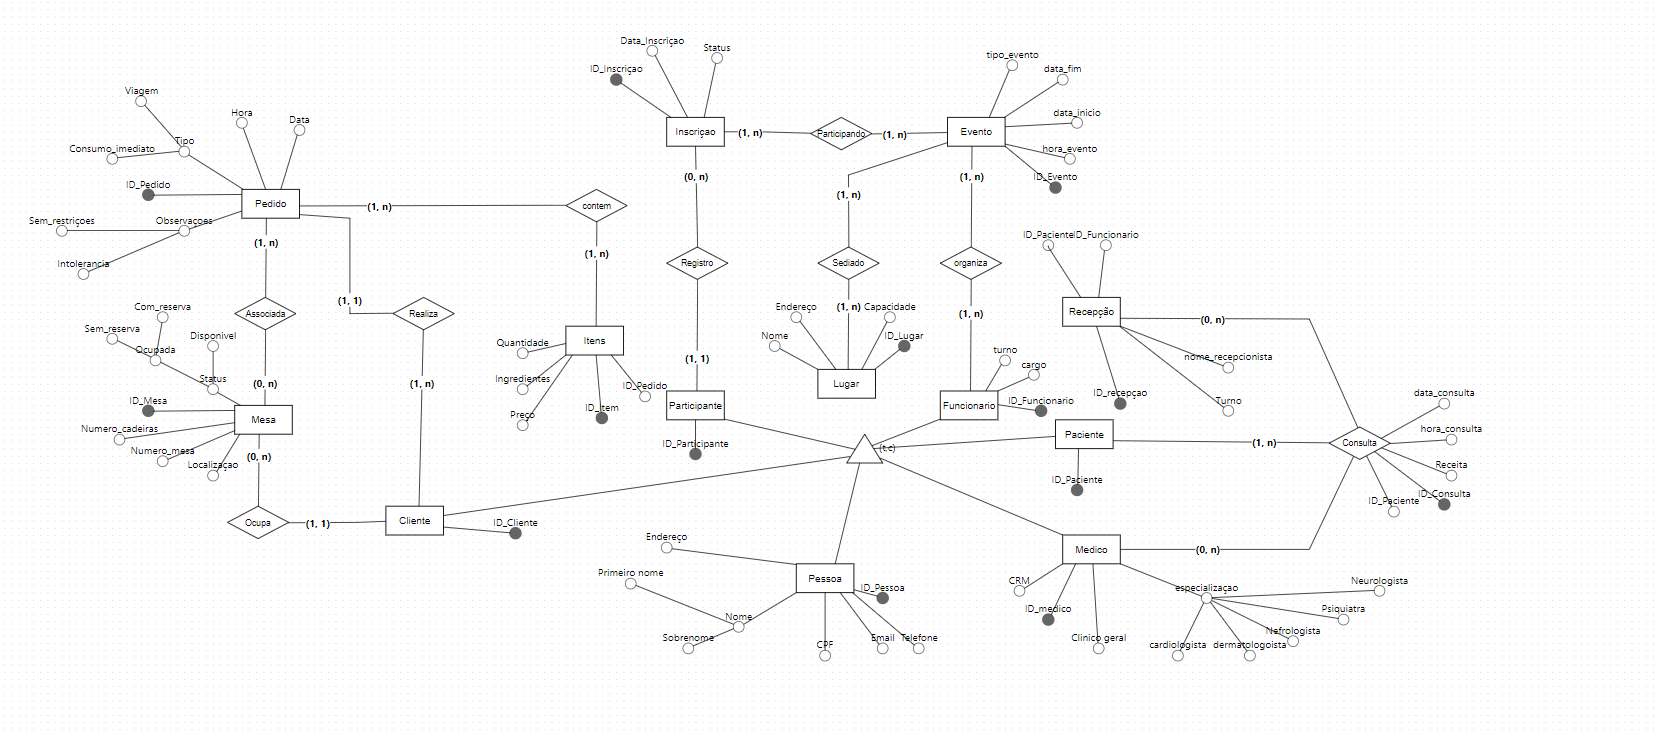 Data_Inscriçao
Status
ID_Inscriçao
Inscriçao
(1, n)
Participando
(1, n)
Evento
tipo_evento
data_fim
data_inicio
hora_evento
ID_Evento
Viagem
Hora
Data
Tipo
Consumo_imediato
ID_Pedido
Pedido
Sem_restriçoes
Observaçoes
Intolerancia
(1, n)
contem
(1, n)
(1, n)
(1, 1)
Associada
Realiza
(0, n)
(1, n)
Registro
(1, 1)
(0, n)
(1, n)
Sediado
(1, n)
(1, n)
organiza
(1, n)
Endereço
Capacidade
Nome
ID_Lugar
Lugar
ID_Paciente
ID_Funcionario
Recepção
(0, n)
nome_recepcionista
ID_recepçao
Turno
Com_reserva
Sem_reserva
Disponivel
Ocupada
Status
ID_Mesa
Mesa
Numero_cadeiras
Numero_mesa
Localizaçao
(0, n)
Ocupa
(1, 1)
Cliente
ID_Cliente
Itens
Quantidade
Ingredientes
Preço
ID_Item
ID_Pedido
Participante
ID_Participante
turno
cargo
Funcionario
ID_Funcionario
Paciente
ID_Paciente
(t,c)
(1, n)
Consulta
data_consulta
hora_consulta
Receita
ID_Consulta
ID_Paciente
Medico
(0, n)
CRM
ID_medico
Clinico geral
especializaçao
Neurologista
Psiquiatra
Nefrologista
cardiologista
dermatologoista
Endereço
Primeiro nome
Pessoa
ID_Pessoa
Nome
Sobrenome
CPF
Email
Telefone